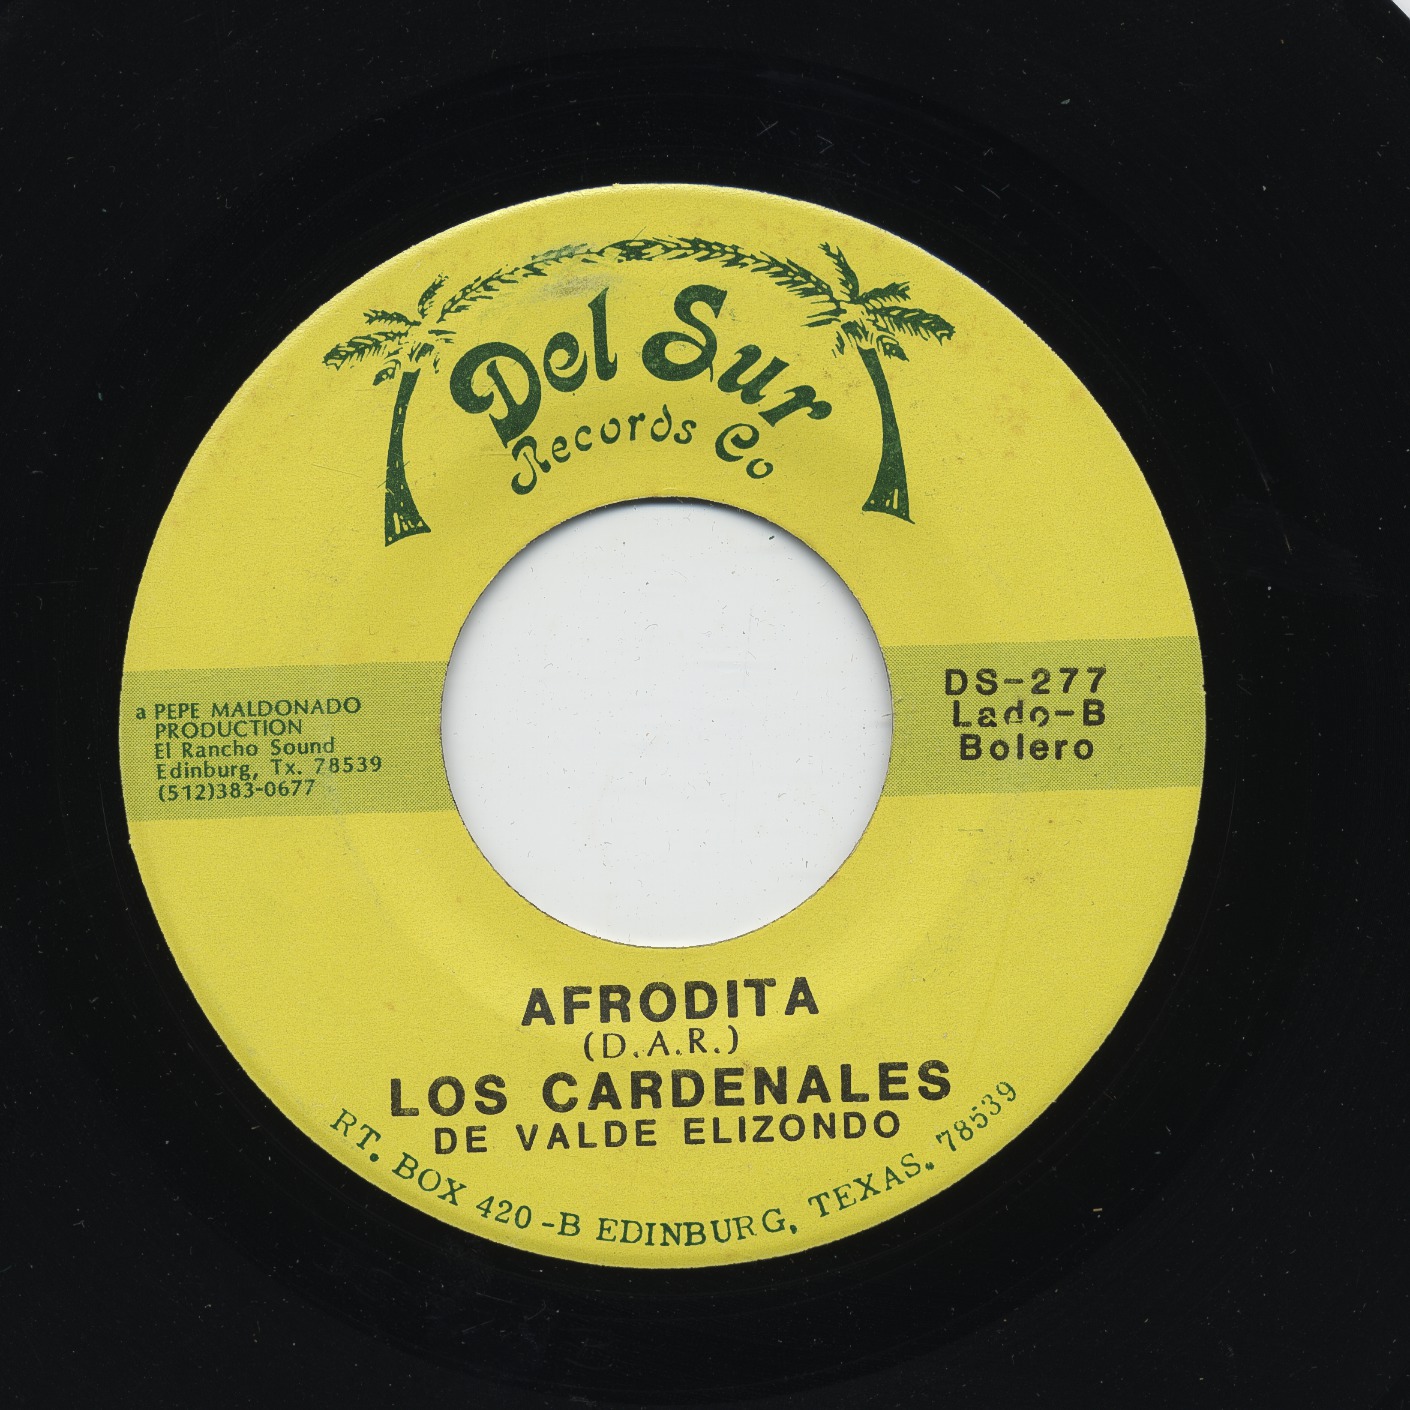 Del Sur
Records Co
a PEPE MALDONADO
PRODUCTION
El Rancho Sound
Edinburg, Tx. 78539
(512)383-0677
DS-277
Lado-B
Bolero
AFRODITA
(D.A.R.)
LOS CARDENALES
DE VALDE ELIZONDO
RT. BOX 420-B EDINBURG, TEXAS. 78539